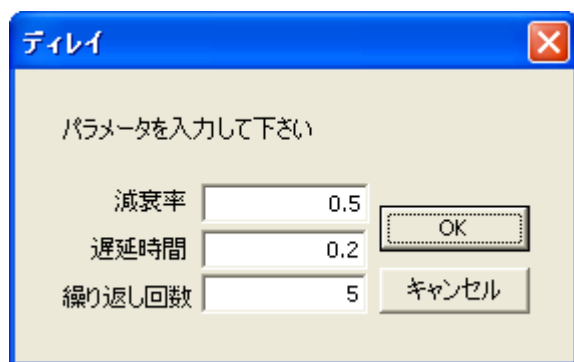 ディレイ
パラメータを入力して下さい
減衰率 0.5
遅延時間 0.2
繰り返し回数 5
OK
キャンセル